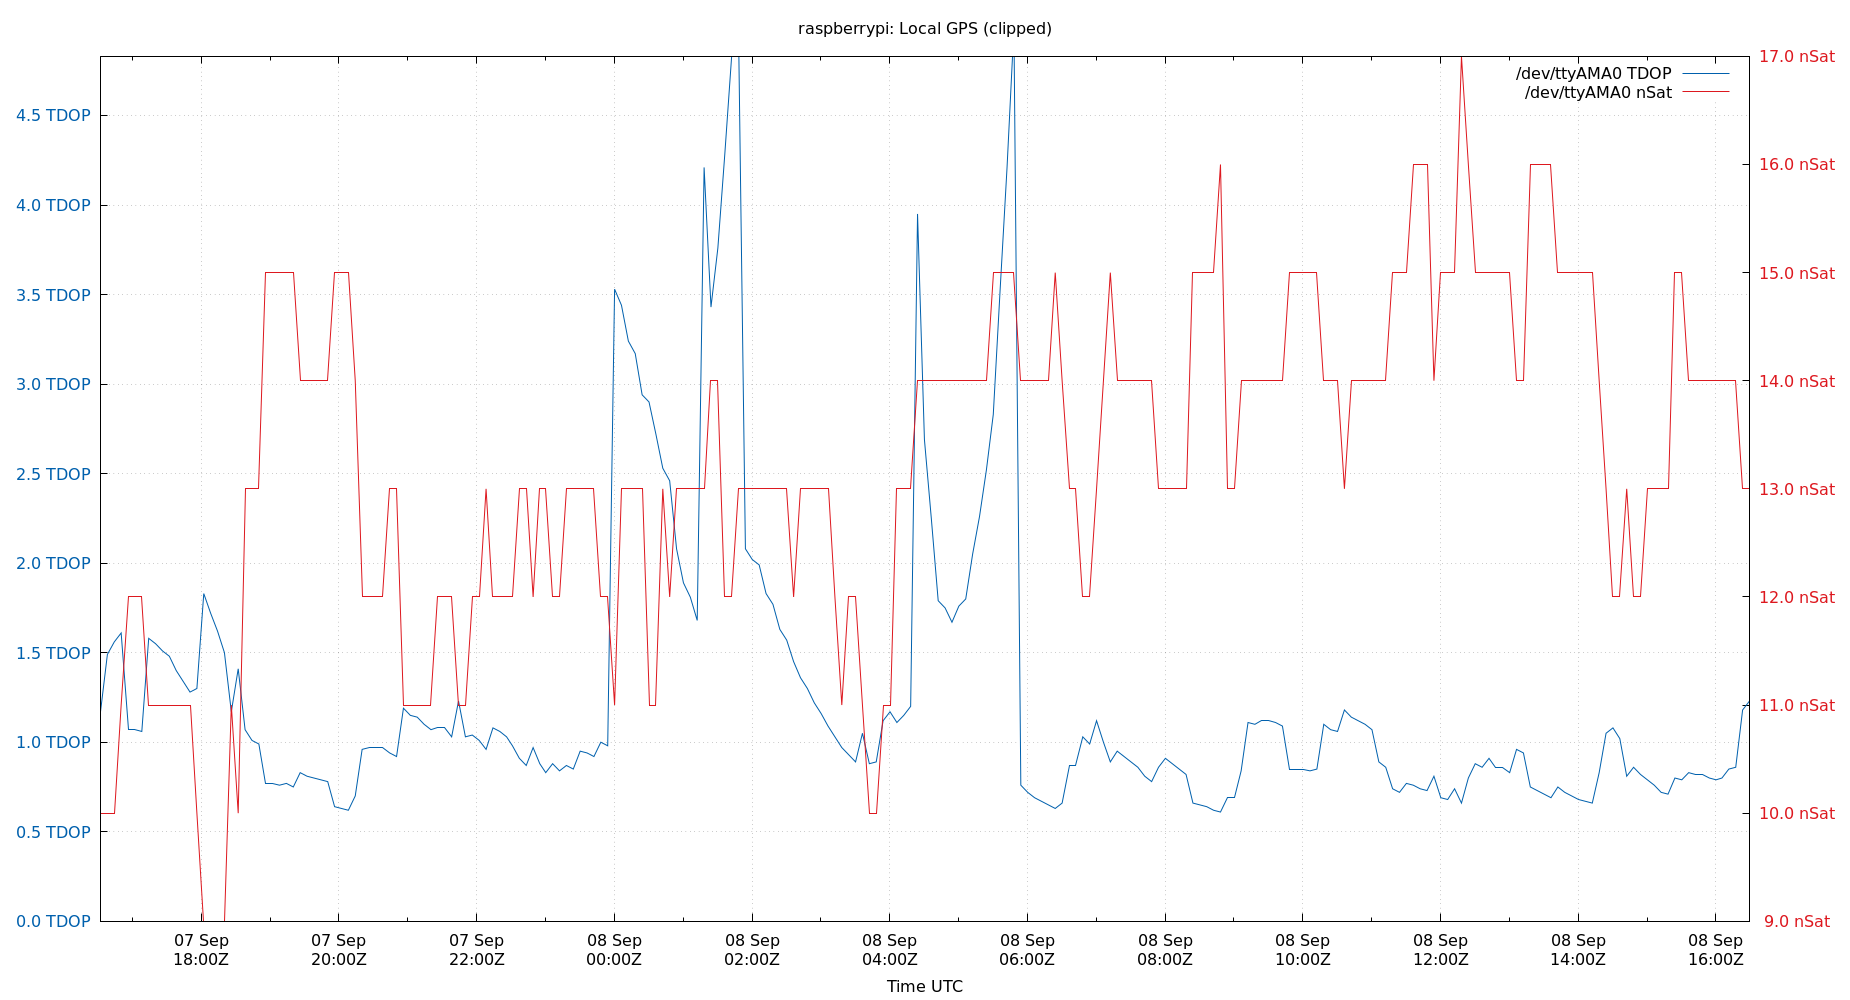 raspberrypi: Local GPS (clipped)
/dev/ttyAMA0 TDOP
/dev/ttyAMA0 nSat
4.5 TDOP
4.0 TDOP
3.5 TDOP
3.0 TDOP
2.5 TDOP
2.0 TDOP
1.5 TDOP
1.0 TDOP
0.5 TDOP
0.0 TDOP
17.0 nSat
16.0 nSat
15.0 nSat
14.0 nSat
13.0 nSat
12.0 nSat
11.0 nSat
10.0 nSat
9.0 nSat
07 Sep
18:00Z
07 Sep
20:00Z
07 Sep
22:00Z
08 Sep
00:00Z
08 Sep
02:00Z
08 Sep
04:00Z
08 Sep
06:00Z
08 Sep
08:00Z
08 Sep
10:00Z
08 Sep
12:00Z
08 Sep
14:00Z
08 Sep
16:00Z
Time UTC